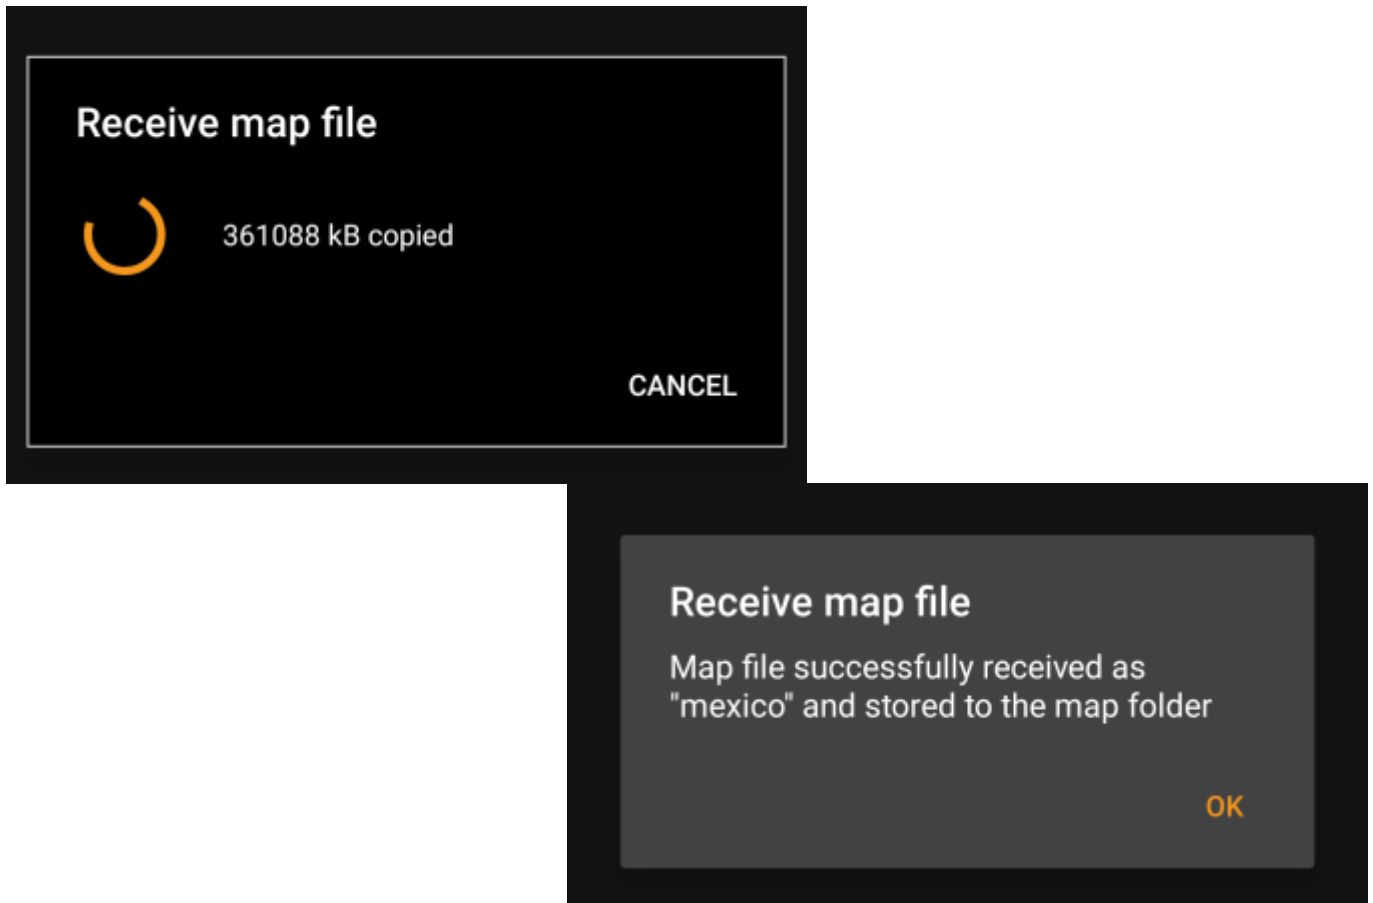 Receive map file
361088 kB copied
CANCEL
Receive map file
Map file successfully received as
"mexico" and stored to the map folder
OK